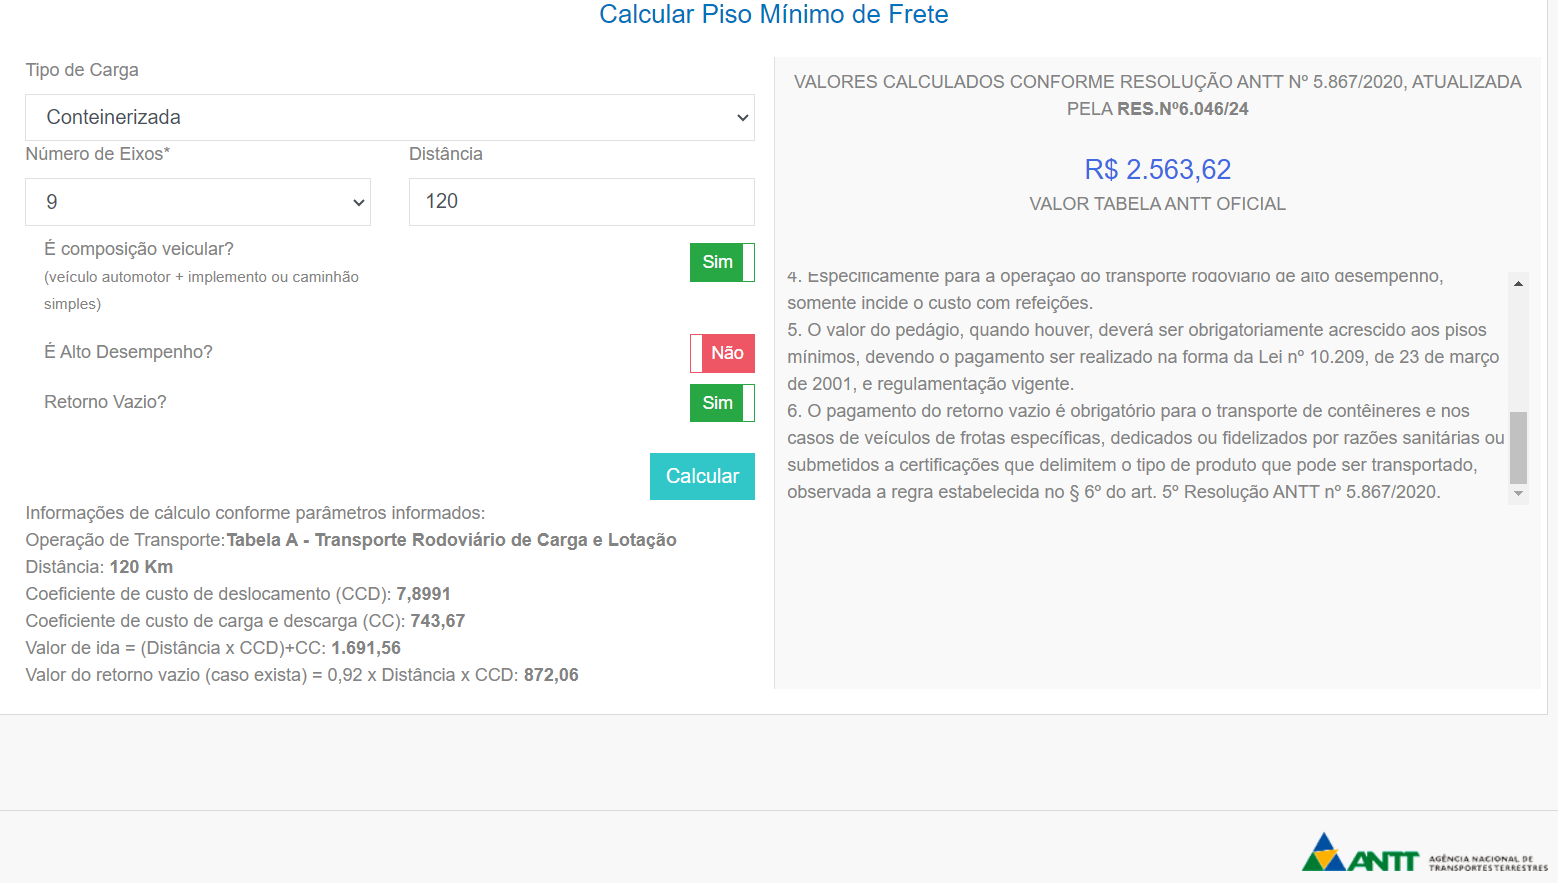 Calcular Piso Mínimo de Frete
Tipo de Carga
Conteinerizada
Número de Eixos*
Distância
9
120
É composição veicular?
(veículo automotor + implemento ou caminhão
simples)
Sim
É Alto Desempenho?
Não
Retorno Vazio?
Sim
Calcular
Informações de cálculo conforme parâmetros informados:
Operação de Transporte:Tabela A - Transporte Rodoviário de Carga e Lotação
Distância: 120 Km
Coeficiente de custo de deslocamento (CCD): 7,8991
Coeficiente de custo de carga e descarga (CC): 743,67
Valor de ida = (Distância x CCD)+CC: 1.691,56
Valor do retorno vazio (caso exista) = 0,92 x Distância x CCD: 872,06
VALORES CALCULADOS CONFORME RESOLUÇÃO ANTT Nº 5.867/2020, ATUALIZADA
PELA RES.Nº6.046/24
R$ 2.563,62
VALOR TABELA ANTT OFICIAL
4. Especificamente para a operação do transporte rodoviário de alto desempenho,
somente incide o custo com refeições.
5. O valor do pedágio, quando houver, deverá ser obrigatoriamente acrescido aos pisos
mínimos, devendo o pagamento ser realizado na forma da Lei nº 10.209, de 23 de março
de 2001, e regulamentação vigente.
6. O pagamento do retorno vazio é obrigatório para o transporte de contêineres e nos
casos de veículos de frotas específicas, dedicados ou fidelizados por razões sanitárias ou
submetidos a certificações que delimitem o tipo de produto que pode ser transportado,
observada a regra estabelecida no § 6º do art. 5º Resolução ANTT nº 5.867/2020.
ANTT
AGÊNCIA NACIONAL DE
TRANSPORTES TERRESTRES